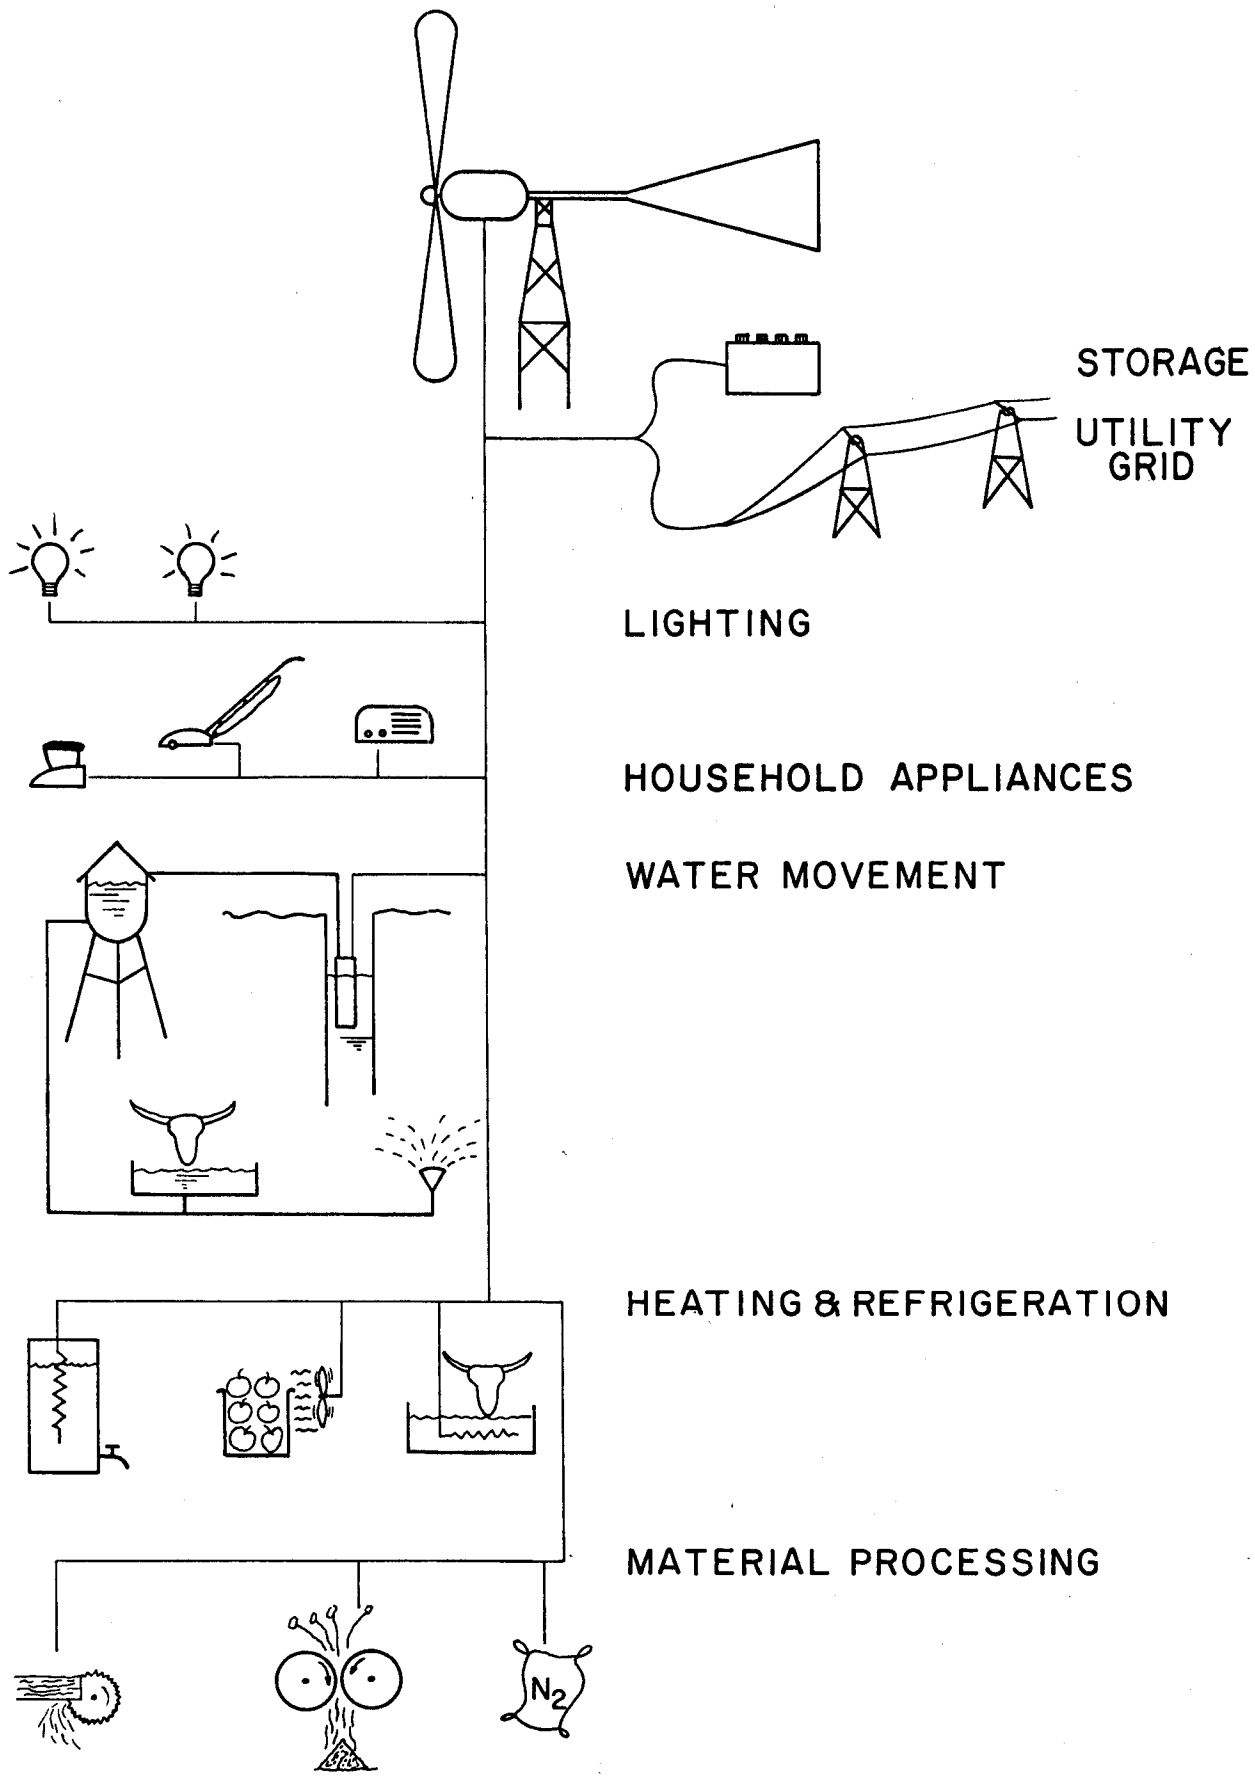 STORAGE
UTILITY
GRID
LIGHTING
HOUSEHOLD APPLIANCES
WATER MOVEMENT
HEATING & REFRIGERATION
MATERIAL PROCESSING
N2